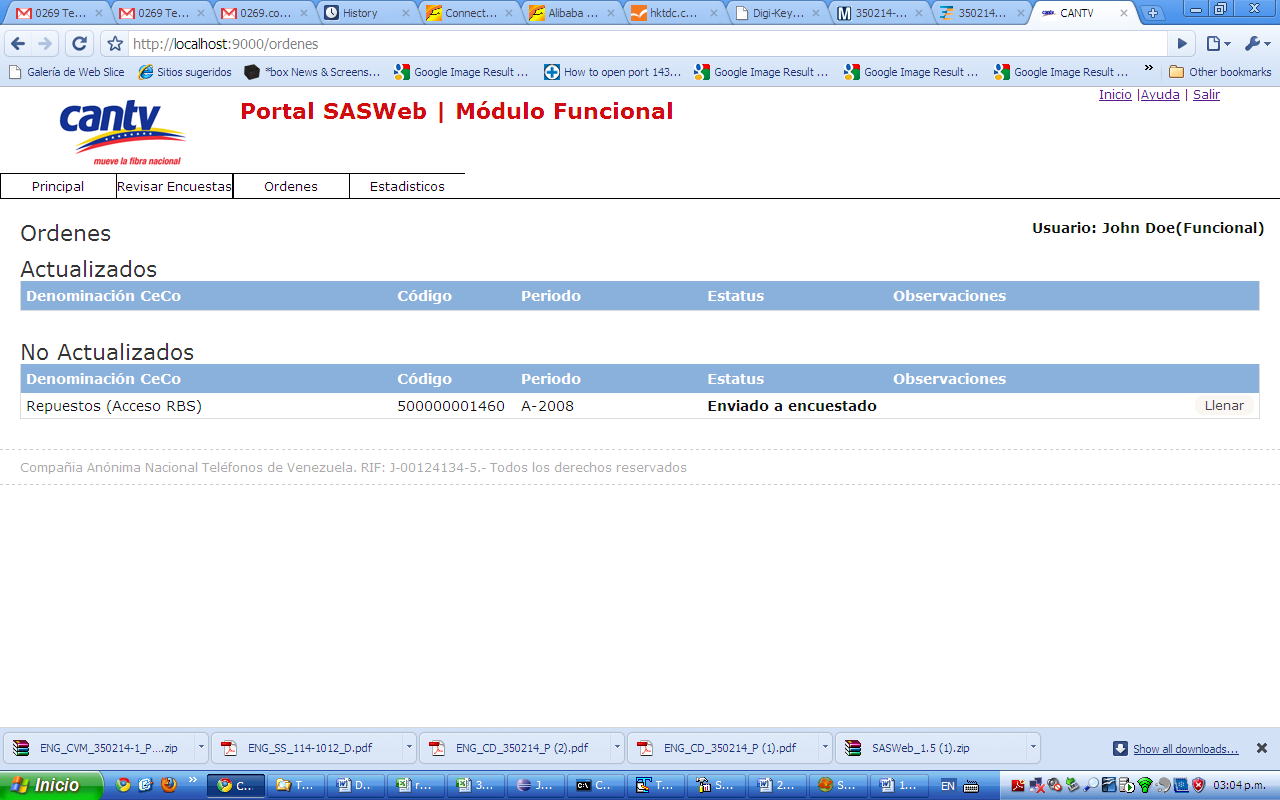 0269 Te... 0269 Te... 0269.co... History Connect... Alibaba ... hktdc.c... Digi-Key... 350214-... 350214... CANTV
http://localhost:9000/ordenes
Galería de Web Slice Sitios sugeridos *box News & Screens... Google Image Result ... How to open port 143... Google Image Result ... Google Image Result ... Google Image Result ... » Other bookmarks
Inicio |Ayuda | Salir
cantv
mueve la fibra nacional
Portal SASWeb | Módulo Funcional
Principal Revisar Encuestas Ordenes Estadisticos
Usuario: John Doe(Funcional)
Ordenes
Actualizados
Denominación CeCo Código Periodo Estatus Observaciones
No Actualizados
Denominación CeCo Código Periodo Estatus Observaciones
Repuestos (Acceso RBS) 500000001460 A-2008 Enviado a encuestado Llenar
Compañia Anónima Nacional Teléfonos de Venezuela. RIF: J-00124134-5.- Todos los derechos reservados
ENG_CVM_350214-1_P....zip ENG_SS_114-1012_D.pdf ENG_CD_350214_P (2).pdf ENG_CD_350214_P (1).pdf SASWeb_1.5 (1).zip Show all downloads...
Inicio » C... T... D... r... 3... J... C... T... S... 2... S... 1... EN 03:04 p.m.